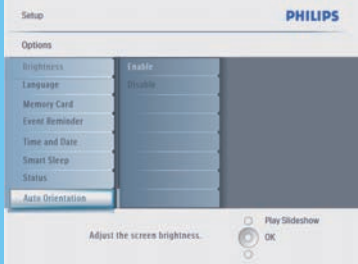 Setup
PHILIPS
Options
Brightness
Enable
Language
Disable
Memory Card
Event Reminder
Time and Date
Smart Sleep
Status
Auto Orientation
Adjust the screen brightness.
Play Slideshow
OK